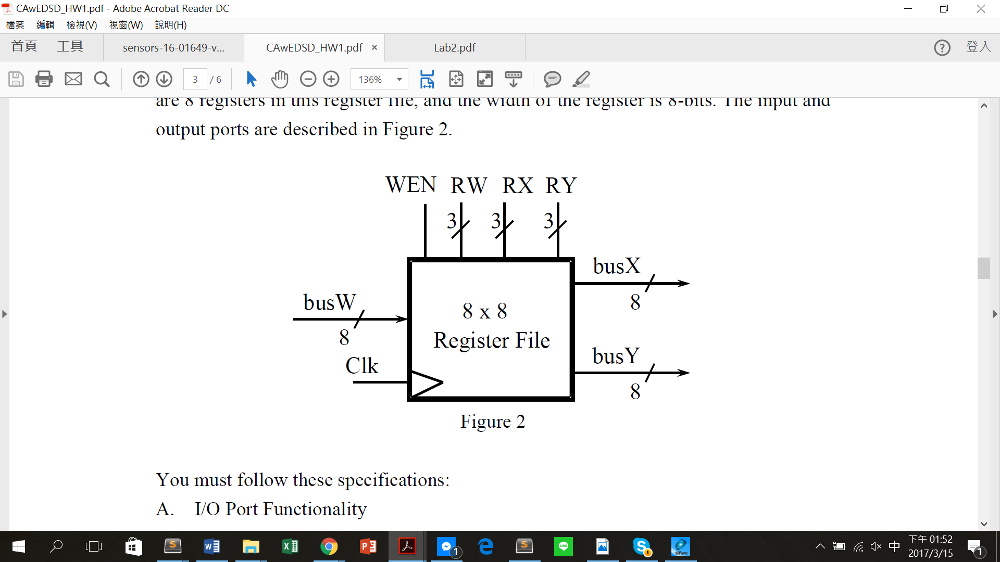 CAwEDSD_HW1.pdf - Adobe Acrobat Reader DC
檔案 編輯 檢視(V) 視窗(W) 說明(H)
首頁 工具 sensors-16-01649-v... CAwEDSD_HW1.pdf × Lab2.pdf ? 登入
3 / 6 136%
are 8 registers in this register file, and the width of the register is 8-bits. The input and
output ports are described in Figure 2.
WEN RW RX RY
3 3 3
busX
8
busW
8
8 x 8
Register File
Clk
busY
8
Figure 2
You must follow these specifications:
A. I/O Port Functionality
中 下午 01:52
2017/3/15
1
1
1